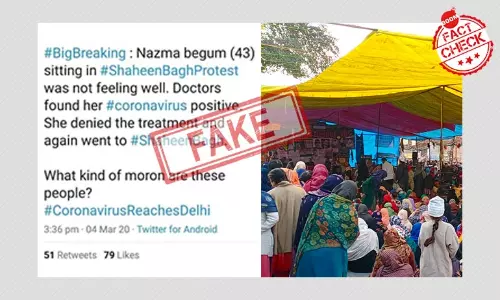 #BigBreaking : Nazma begum (43)
sitting in #ShaheenBaghProtest
was not feeling well. Doctors
found her #coronavirus positive.
She denied the treatment and
again went to #ShaheenBagh
FAKE
What kind of moron are these
people?
#CoronavirusReachesDelhi
3:36 pm · 04 Mar 20 · Twitter for Android
51 Retweets 79 Likes
BOOM
FACT
CHECK